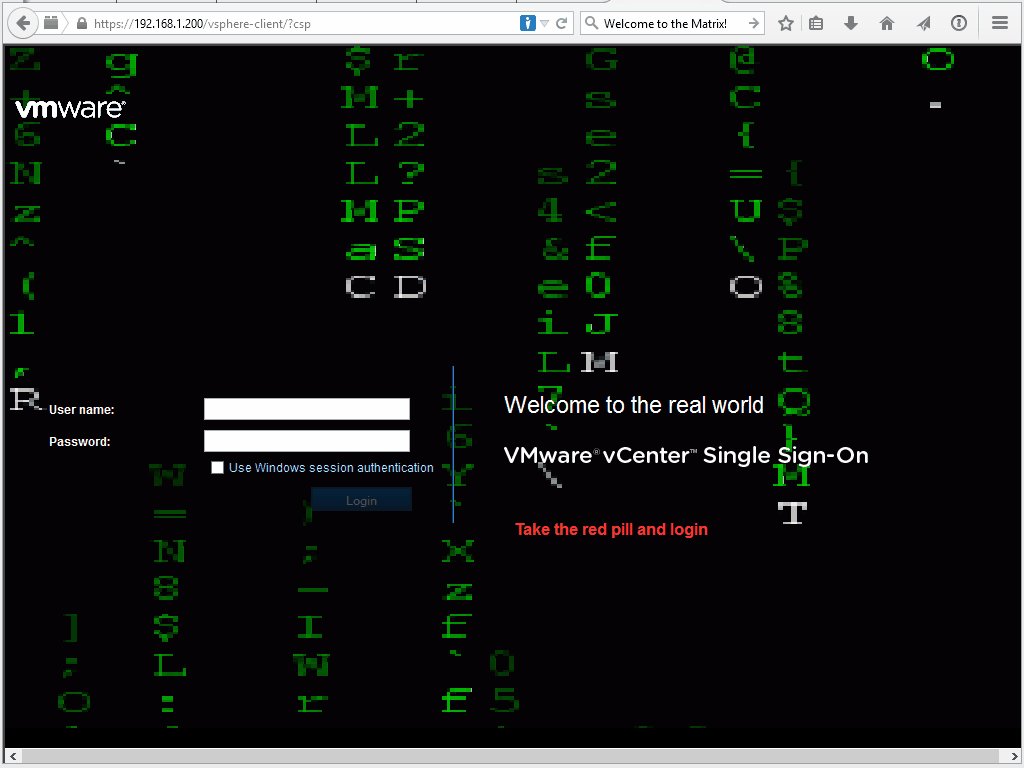 https://192.168.1.200/vsphere-client/?csp
Welcome to the Matrix!
vmware®
User name:
Password:
Use Windows session authentication
Login
Welcome to the real world
VMware® vCenter™ Single Sign-On
Take the red pill and login